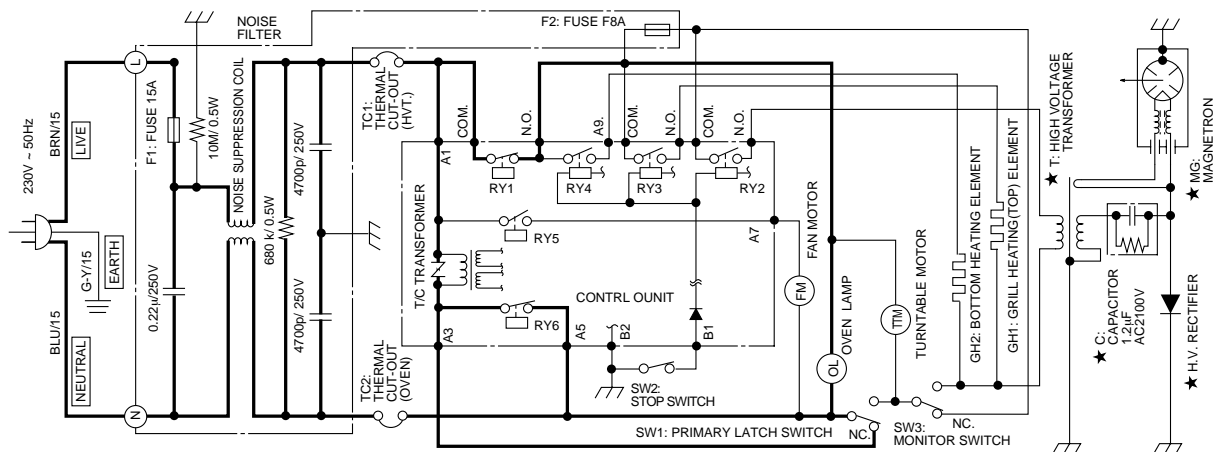 F2: FUSE F8A
NOISE
FILTER
L
230V ~ 50Hz
BRN/15
LIVE
F1: FUSE 15A
10M/ 0.5W
NOISE SUPPRESSION COIL
4700p/ 250V
TC1:
THERMAL
CUT-OUT
(HVT.)
A1
COM.
N.O.
A9.
COM.
N.O.
COM.
N.O.
RY1
RY4
RY3
RY2
G-Y/15
EARTH
680 k/ 0.5W
RY5
A7
FAN MOTOR
T/C TRANSFORMER
CONTRL OUNIT
FM
BLU/15
NEUTRAL
N
0.22µ/250V
4700p/ 250V
TC2:
THERMAL
CUT-OUT
(OVEN)
A3
RY6
A5
B2
B1
SW2:
STOP SWITCH
OL
OVEN LAMP
TTM
TURNTABLE MOTOR
GH2: BOTTOM HEATING ELEMENT
GH1: GRILL HEATING(TOP) ELEMENT
SW1: PRIMARY LATCH SWITCH
NC.
SW3:
MONITOR SWITCH
NC.
★ T: HIGH VOLTAGE
TRANSFORMER
★ MG:
MAGNETRON
★ C:
CAPACITOR
1.2µF
AC2100V
★ H.V. RECTIFIER